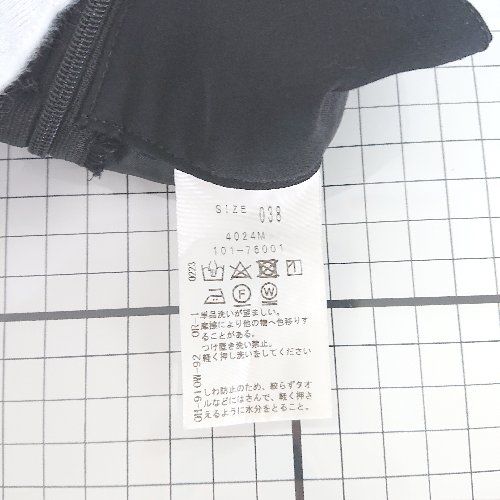 SIZE 038
4024M
101-76001
F W
単品洗いが望ましい。
摩擦により他の物へ色移りす
ることがある。
つけ置き洗い禁止。
軽く押し洗いをしてください
しわ防止のため、絞らずタオ
ルなどにはさんで、軽く押さ
えるように水分をとること。
0223